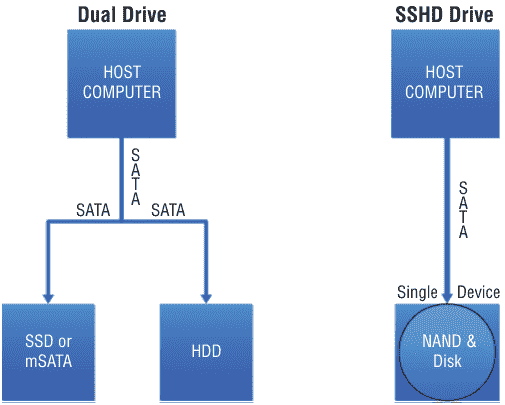 Dual Drive
HOST
COMPUTER
SATA
SATA
SATA
SSD or
mSATA
HDD
SSHD Drive
HOST
COMPUTER
SATA
Single Device
NAND &
Disk